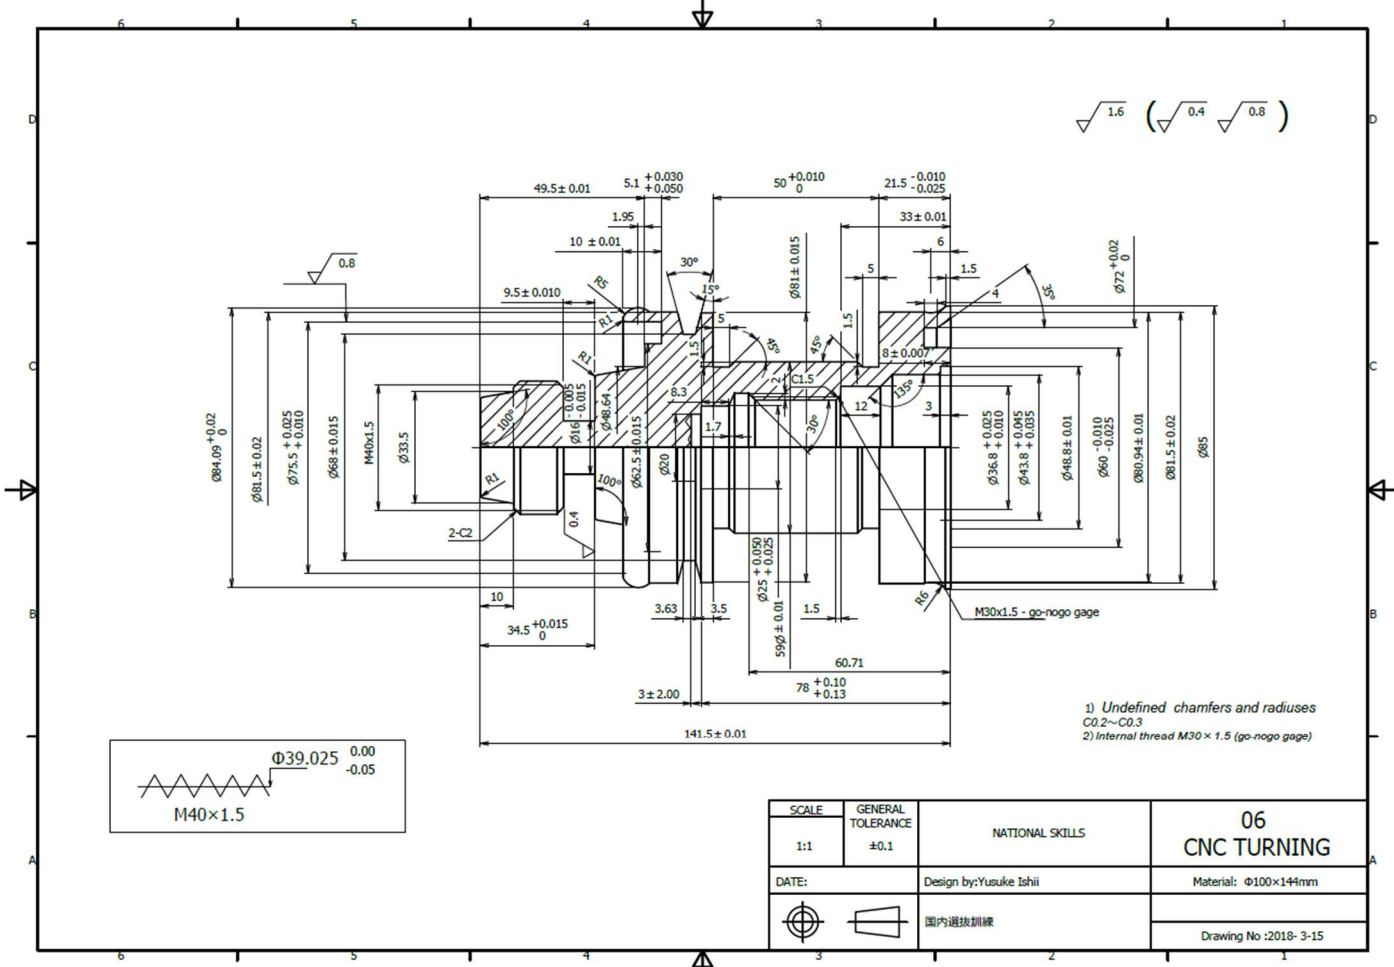 6 5 4 3 2 1
D D
1.6 ( 0.4 0.8 )
49.5± 0.01
5.1 +0.030
+0.050
50 +0.010
0
21.5 -0.010
-0.025
1.95
33± 0.01
10 ±0.01
6
0.8
30°
15°
5
1.5
9.5± 0.010
R5
R1
5
4
35°
Ø81± 0.015
Ø72 +0.02
0
1.5
1.5
45°
45°
8±0.007
C C
R1
2
C1.5
135°
8.3
12
3
1.7
30°
100°
Ø84.09 +0.02
0
Ø81.5± 0.02
Ø75.5 +0.025
+0.010
Ø68± 0.015
M40x1.5
Ø33.5
Ø16 -0.005
-0.015
Ø48.64
Ø62.5± 0.015
Ø20
Ø36.8 +0.025
+0.010
Ø43.8 +0.045
+0.035
Ø48.8± 0.01
Ø60 -0.010
-0.025
Ø80.94± 0.01
Ø81.5± 0.02
Ø85
R1
100°
2-C2
0.4
Ø25 +0.050
+0.025
59Ø± 0.01
R6
10
3.63
3.5
1.5
M30x1.5 - go-nogo gage
B B
34.5 +0.015
0
60.71
3±2.00
78 +0.10
+0.13
141.5± 0.01
1) Undefined chamfers and radiuses
C0.2～C0.3
2) Internal thread M30×1.5 (go-nogo gage)
Φ39.025 0.00
-0.05
M40×1.5
SCALE
1:1
GENERAL
TOLERANCE
±0.1
NATIONAL SKILLS
06
CNC TURNING
A A
DATE:
Design by:Yusuke Ishii
Material: Φ100×144mm
国内選抜訓練
Drawing No :2018- 3-15
6 5 4 3 2 1